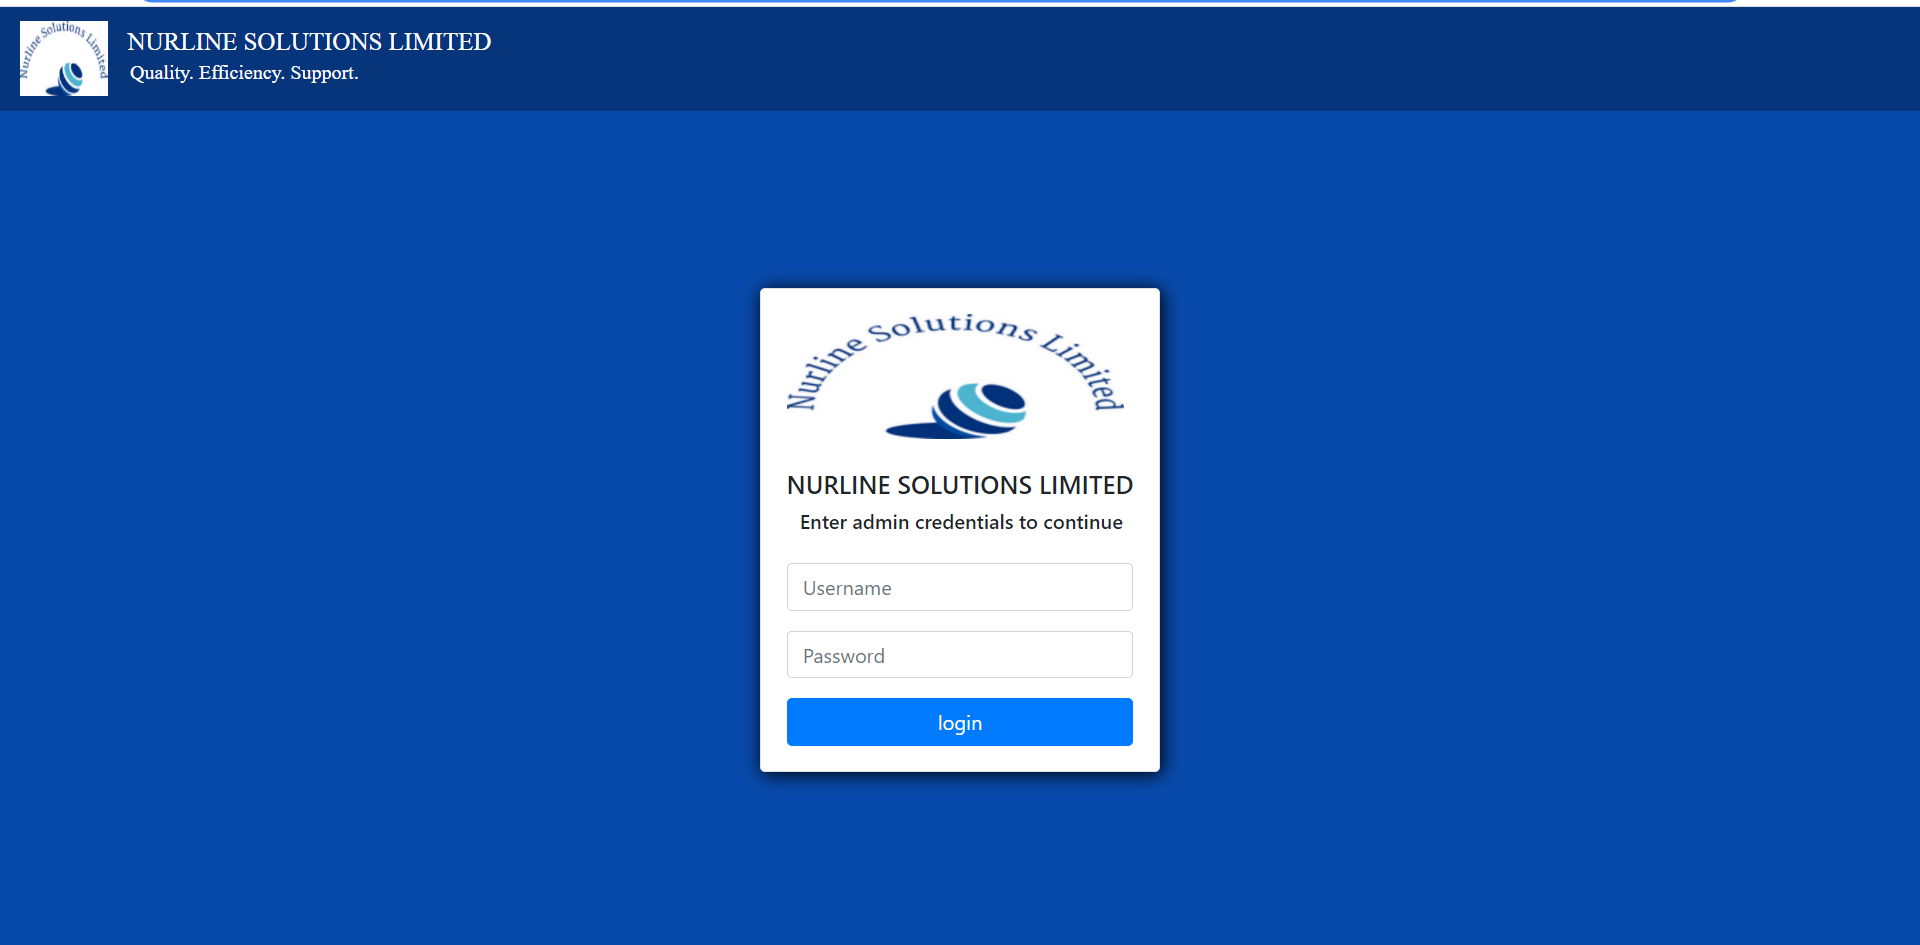 Nurline Solutions Limited
NURLINE SOLUTIONS LIMITED
Quality. Efficiency. Support.
Nurline Solutions Limited
NURLINE SOLUTIONS LIMITED
Enter admin credentials to continue
Username
Password
login